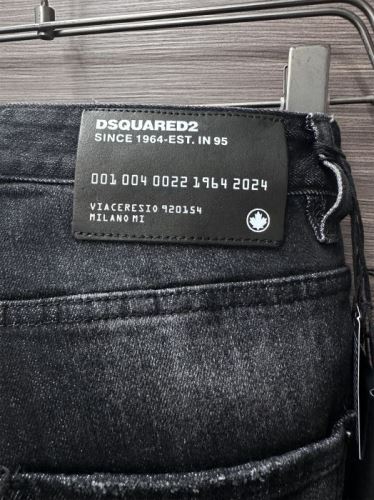 DSQUARED2
SINCE 1964-EST. IN 95
001 004 0022 1964 2024
VIACERESIO 920154
MILANO MI